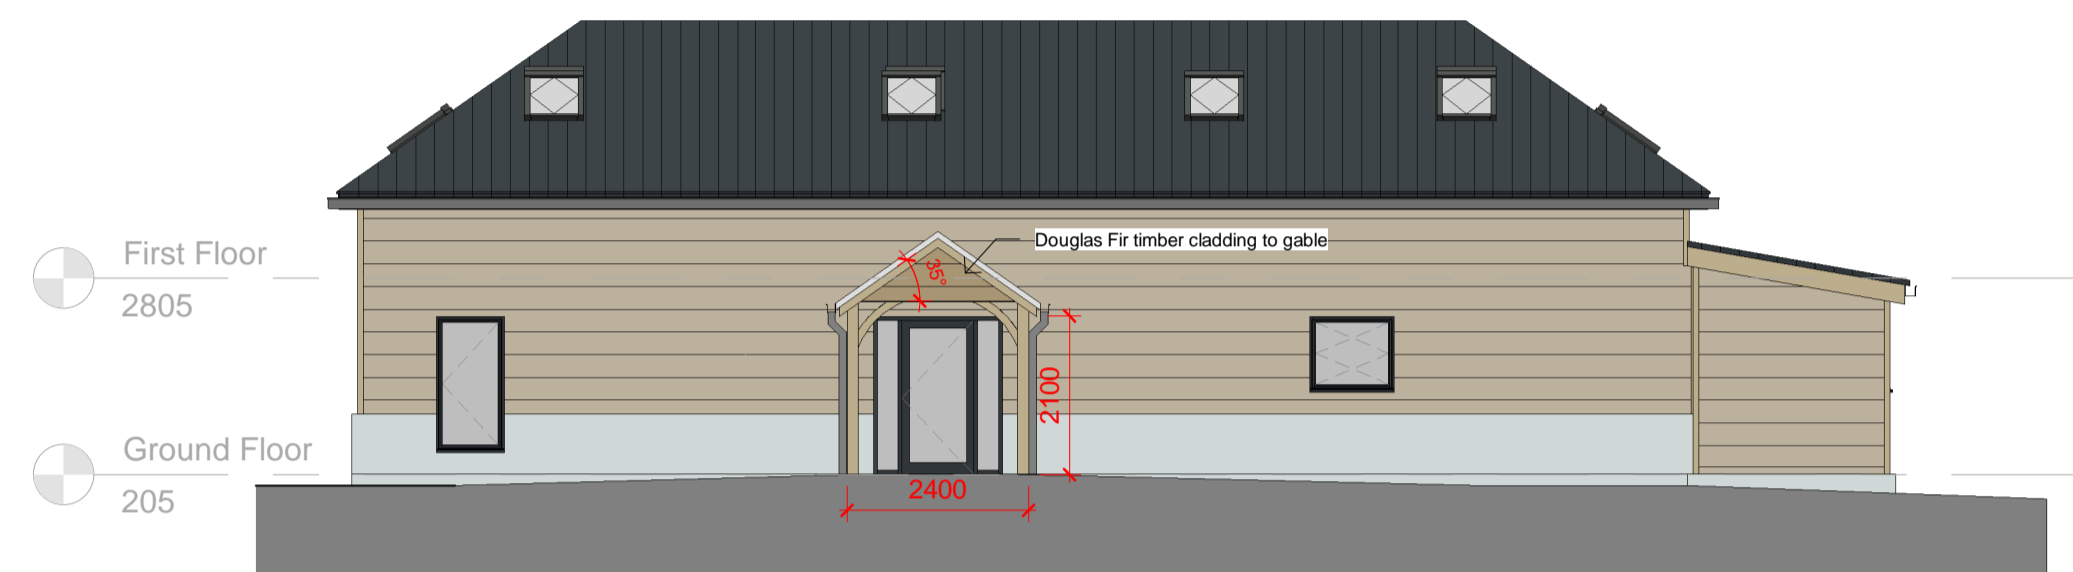 Douglas Fir timber cladding to gable
First Floor
2805
35°
2100
Ground Floor
205
2400